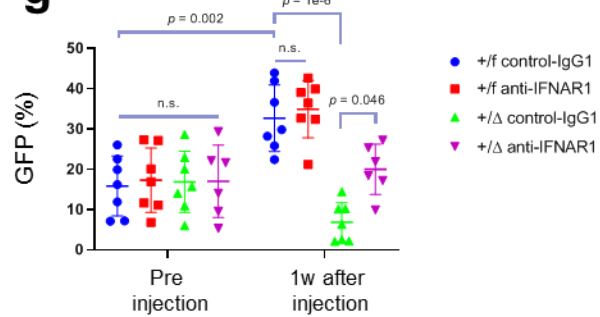 g
p = 0.002
p = 1e-6
n.s.
p = 0.046
n.s.
GFP (%)
50
40
30
20
10
0
Pre
injection
1w after
injection
+/f control-IgG1
+/f anti-IFNAR1
+/Δ control-IgG1
+/Δ anti-IFNAR1